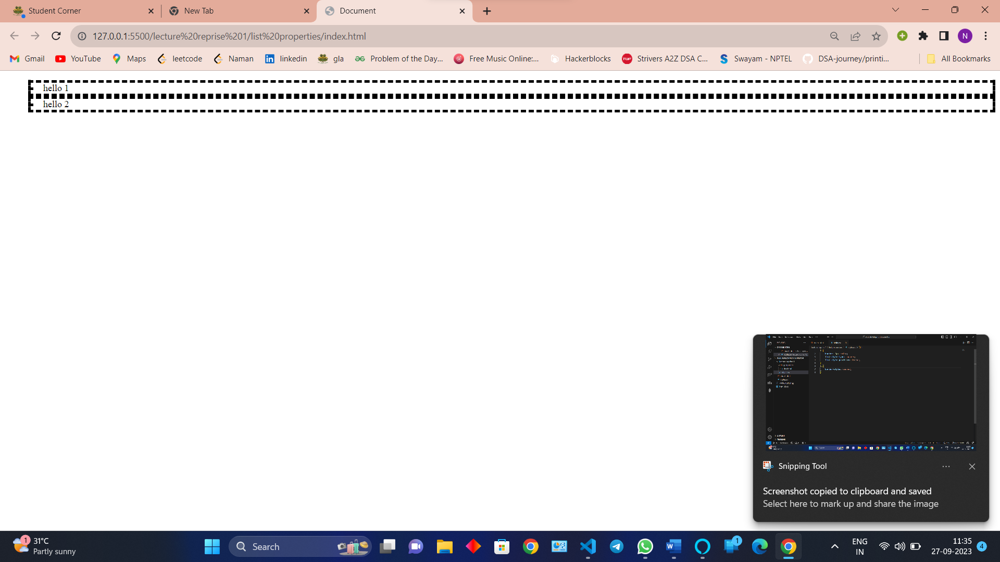 Student Corner
New Tab
Document
127.0.0.1:5500/lecture%20reprise%201/list%20properties/index.html
N
Gmail
YouTube
Maps
leetcode
Naman
linkedin
gla
Problem of the Day...
Free Music Online:...
Hackerblocks
TUF
Strivers A2Z DSA C...
Swayam - NPTEL
DSA-journey/printi...
All Bookmarks
hello 1
hello 2
Snipping Tool
Screenshot copied to clipboard and saved
Select here to mark up and share the image
1
31°C
Partly sunny
Search
1
ENG
IN
11:35
27-09-2023
4